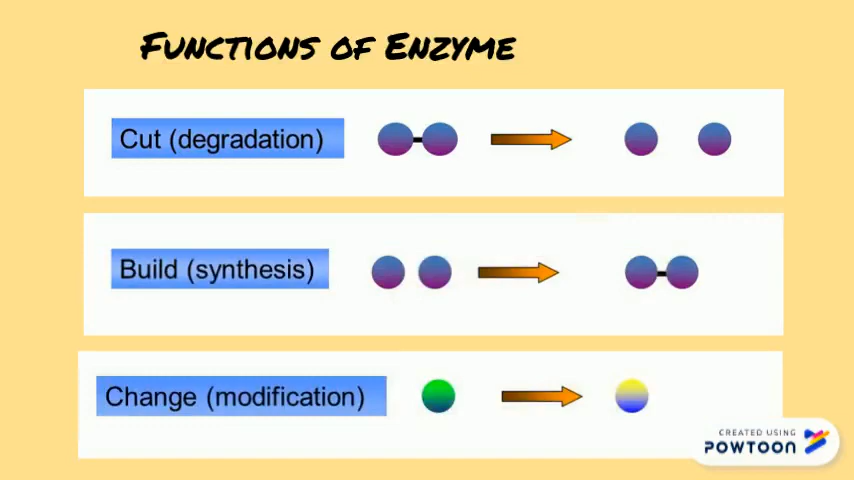 Functions of Enzyme
Cut (degradation)
Build (synthesis)
Change (modification)
CREATED USING
POWTOON